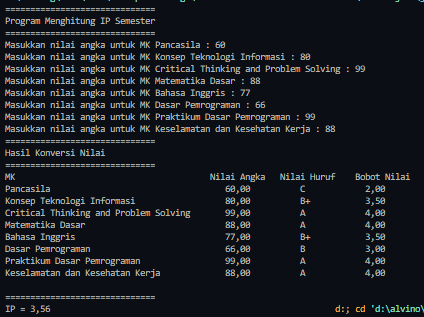 ==============================
Program Menghitung IP Semester
==============================
Masukkan nilai angka untuk MK Pancasila : 60
Masukkan nilai angka untuk MK Konsep Teknologi Informasi : 80
Masukkan nilai angka untuk MK Critical Thinking and Problem Solving : 99
Masukkan nilai angka untuk MK Matematika Dasar : 88
Masukkan nilai angka untuk MK Bahasa Inggris : 77
Masukkan nilai angka untuk MK Dasar Pemrograman : 66
Masukkan nilai angka untuk MK Praktikum Dasar Pemrograman : 99
Masukkan nilai angka untuk MK Keselamatan dan Kesehatan Kerja : 88
==============================
Hasil Konversi Nilai
==============================
MK Nilai Angka Nilai Huruf Bobot Nilai
Pancasila 60,00 C 2,00
Konsep Teknologi Informasi 80,00 B+ 3,50
Critical Thinking and Problem Solving 99,00 A 4,00
Matematika Dasar 88,00 A 4,00
Bahasa Inggris 77,00 B+ 3,50
Dasar Pemrograman 66,00 B 3,00
Praktikum Dasar Pemrograman 99,00 A 4,00
Keselamatan dan Kesehatan Kerja 88,00 A 4,00
==============================
IP = 3,56 d:; cd 'd:\alvino\